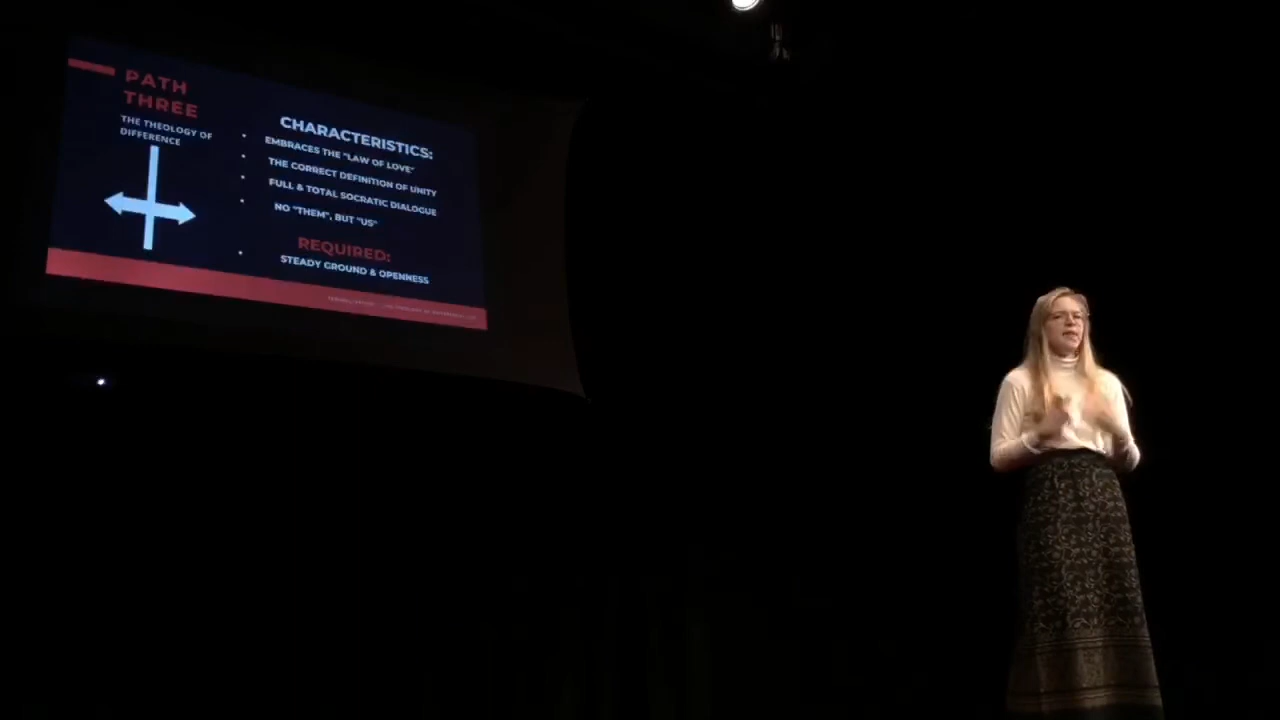 PATH
THREE
THE THEOLOGY OF
DIFFERENCE
CHARACTERISTICS:
• EMBRACES THE "LAW OF LOVE"
• THE CORRECT DEFINITION OF UNITY
• FULL & TOTAL SOCRATIC DIALOGUE
• NO "THEM", BUT "US"
REQUIRED:
• STEADY GROUND & OPENNESS